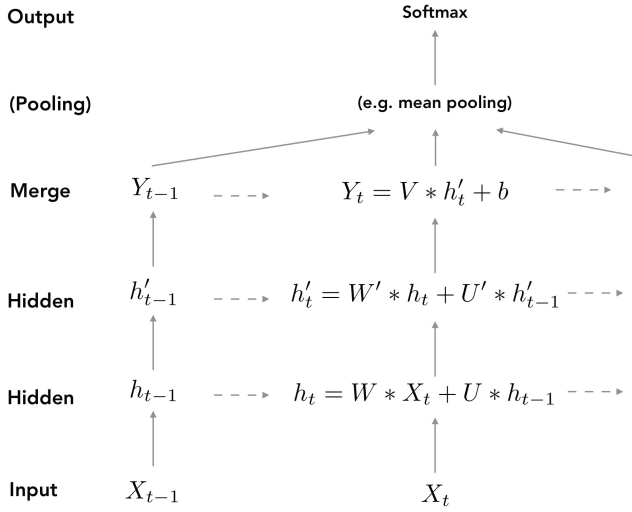 Output Softmax
(Pooling) (e.g. mean pooling)
Merge Y_{t-1} Y_t = V * h'_t + b
Hidden h'_{t-1} h'_t = W' * h_t + U' * h'_{t-1}
Hidden h_{t-1} h_t = W * X_t + U * h_{t-1}
Input X_{t-1} X_t